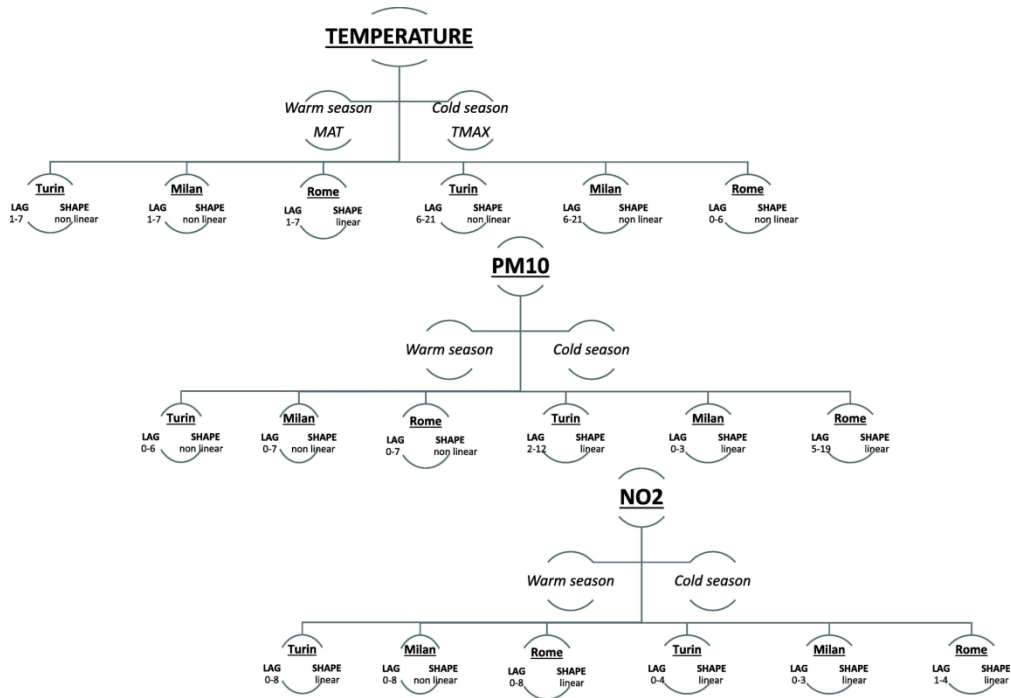 TEMPERATURE
Warm season Cold season
MAT TMAX
Turin Milan Rome Turin Milan Rome
LAG SHAPE LAG SHAPE LAG SHAPE LAG SHAPE LAG SHAPE LAG SHAPE
1-7 non linear 1-7 non linear 1-7 linear 6-21 non linear 6-21 non linear 0-6 non linear
PM10
Warm season Cold season
Turin Milan Rome Turin Milan Rome
LAG SHAPE LAG SHAPE LAG SHAPE LAG SHAPE LAG SHAPE LAG SHAPE
0-6 non linear 0-7 non linear 0-7 non linear 2-12 linear 0-3 linear 5-19 linear
NO2
Warm season Cold season
Turin Milan Rome Turin Milan Rome
LAG SHAPE LAG SHAPE LAG SHAPE LAG SHAPE LAG SHAPE LAG SHAPE
0-8 linear 0-8 non linear 0-8 linear 0-4 linear 0-3 linear 1-4 linear